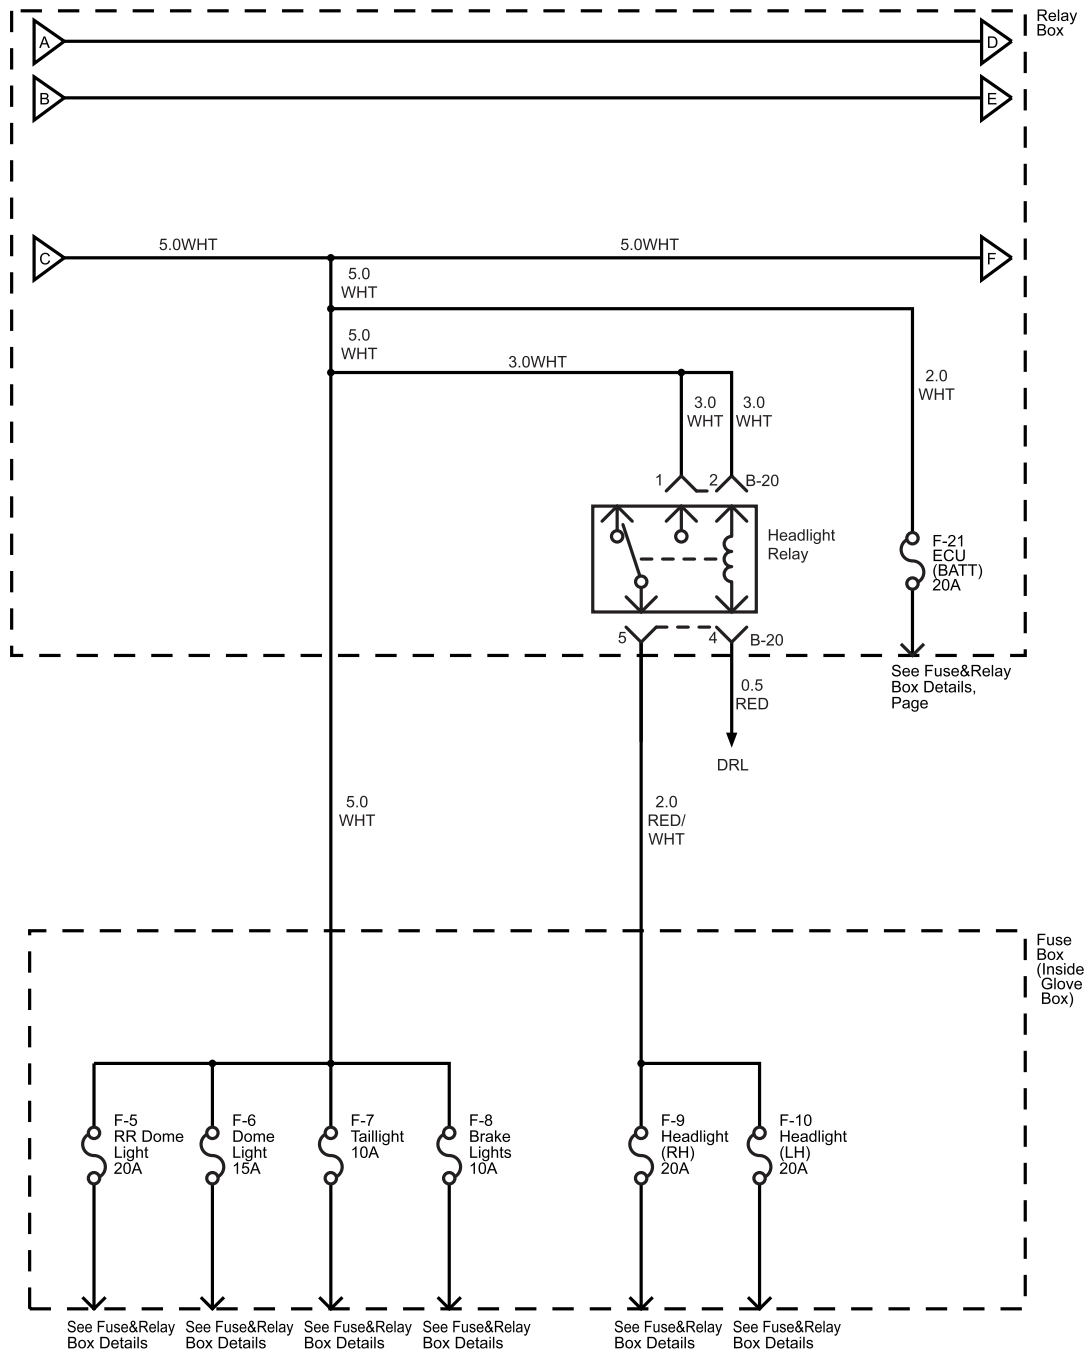 Relay
Box
A
D
B
E
5.0WHT
5.0WHT
C
F
5.0
WHT
5.0
WHT
3.0WHT
2.0
WHT
3.0
WHT
3.0
WHT
1
2
B-20
Headlight
Relay
F-21
ECU
(BATT)
20A
5
4
B-20
See Fuse&Relay
Box Details,
Page
0.5
RED
DRL
5.0
WHT
2.0
RED/
WHT
Fuse
Box
(Inside
Glove
Box)
F-5
RR Dome
Light
20A
F-6
Dome
Light
15A
F-7
Taillight
10A
F-8
Brake
Lights
10A
F-9
Headlight
(RH)
20A
F-10
Headlight
(LH)
20A
See Fuse&Relay
Box Details
See Fuse&Relay
Box Details
See Fuse&Relay
Box Details
See Fuse&Relay
Box Details
See Fuse&Relay
Box Details
See Fuse&Relay
Box Details